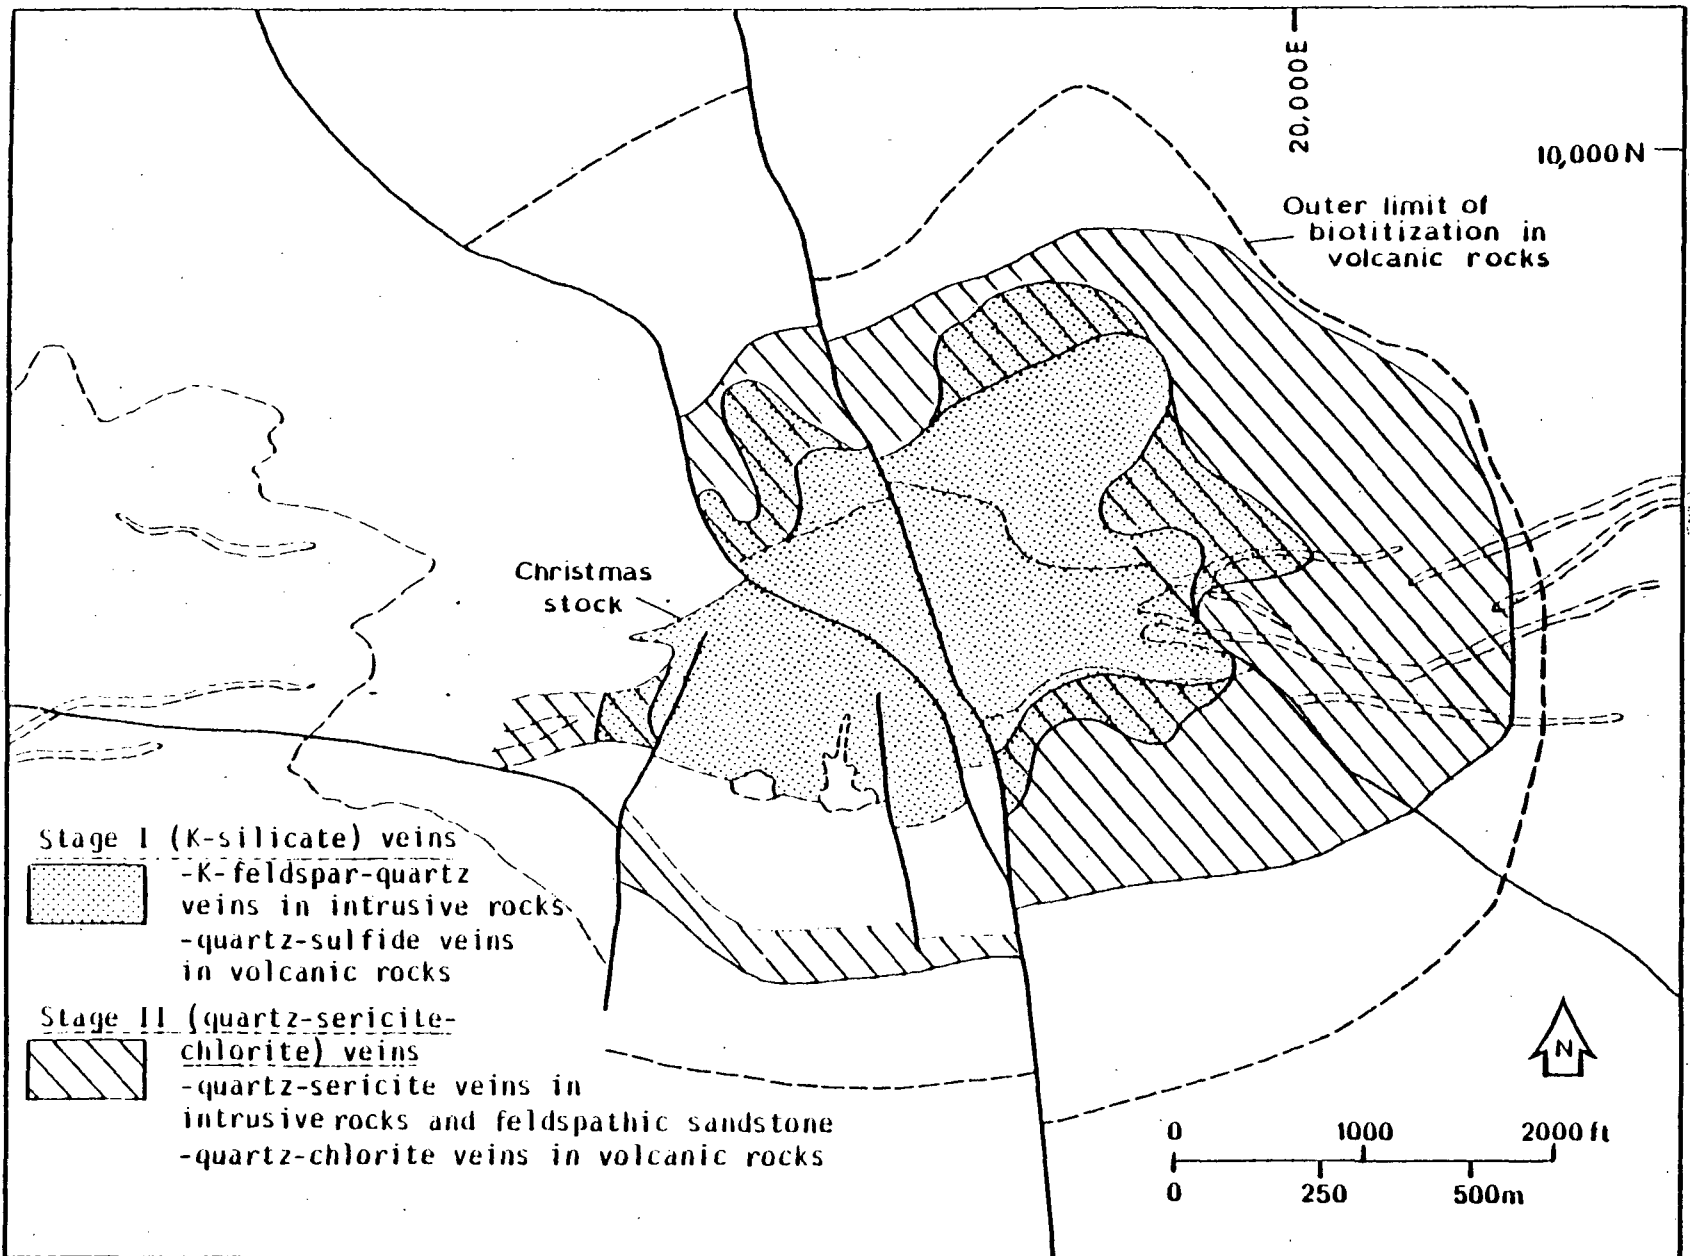 20,000E
10,000 N
Outer limit of
biotitization in
volcanic rocks
Christmas
stock
Stage I (K-silicate) veins
-K-feldspar-quartz
veins in intrusive rocks
-quartz-sulfide veins
in volcanic rocks
Stage II (quartz-sericite-
chlorite) veins
-quartz-sericite veins in
intrusive rocks and feldspathic sandstone
-quartz-chlorite veins in volcanic rocks
N
0 1000 2000 ft
0 250 500m